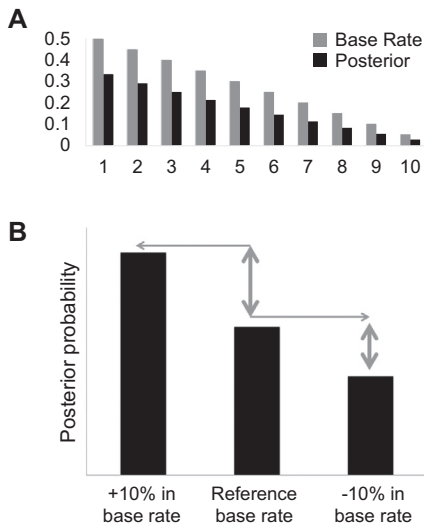 A
0.5
0.4
0.3
0.2
0.1
0
Base Rate
Posterior
1 2 3 4 5 6 7 8 9 10
B
Posterior probability
+10% in
base rate
Reference
base rate
-10% in
base rate